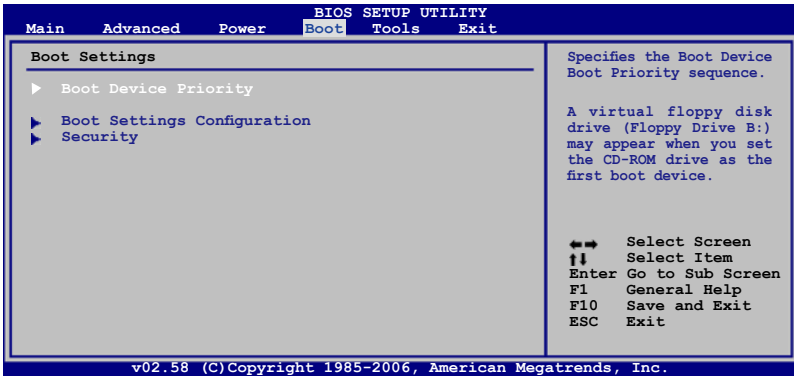 BIOS SETUP UTILITY
Main Advanced Power Boot Tools Exit
Boot Settings
Boot Device Priority
Boot Settings Configuration
Security
Specifies the Boot Device
Boot Priority sequence.
A virtual floppy disk
drive (Floppy Drive B:)
may appear when you set
the CD-ROM drive as the
first boot device.
Select Screen
Select Item
Enter Go to Sub Screen
F1 General Help
F10 Save and Exit
ESC Exit
v02.58 (C)Copyright 1985-2006, American Megatrends, Inc.